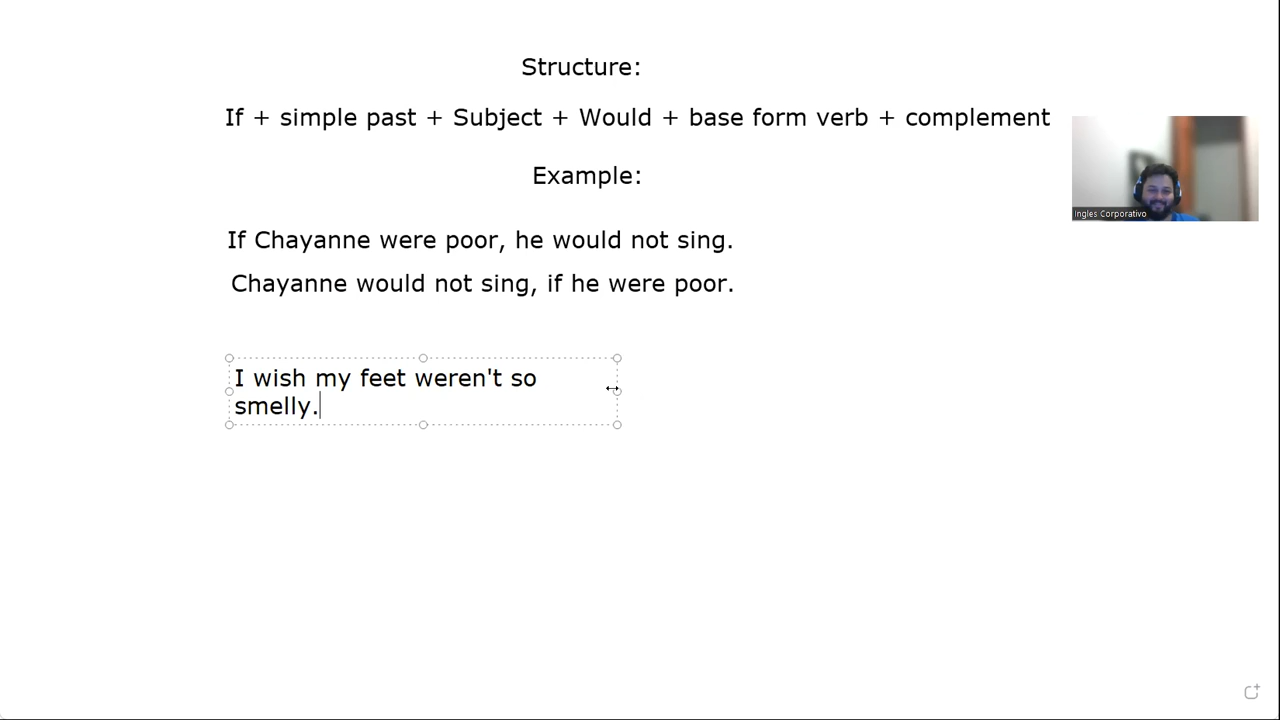 Structure:
If + simple past + Subject + Would + base form verb + complement
Example:
Ingles Corporativo
If Chayanne were poor, he would not sing.
Chayanne would not sing, if he were poor.
I wish my feet weren't so
smelly.